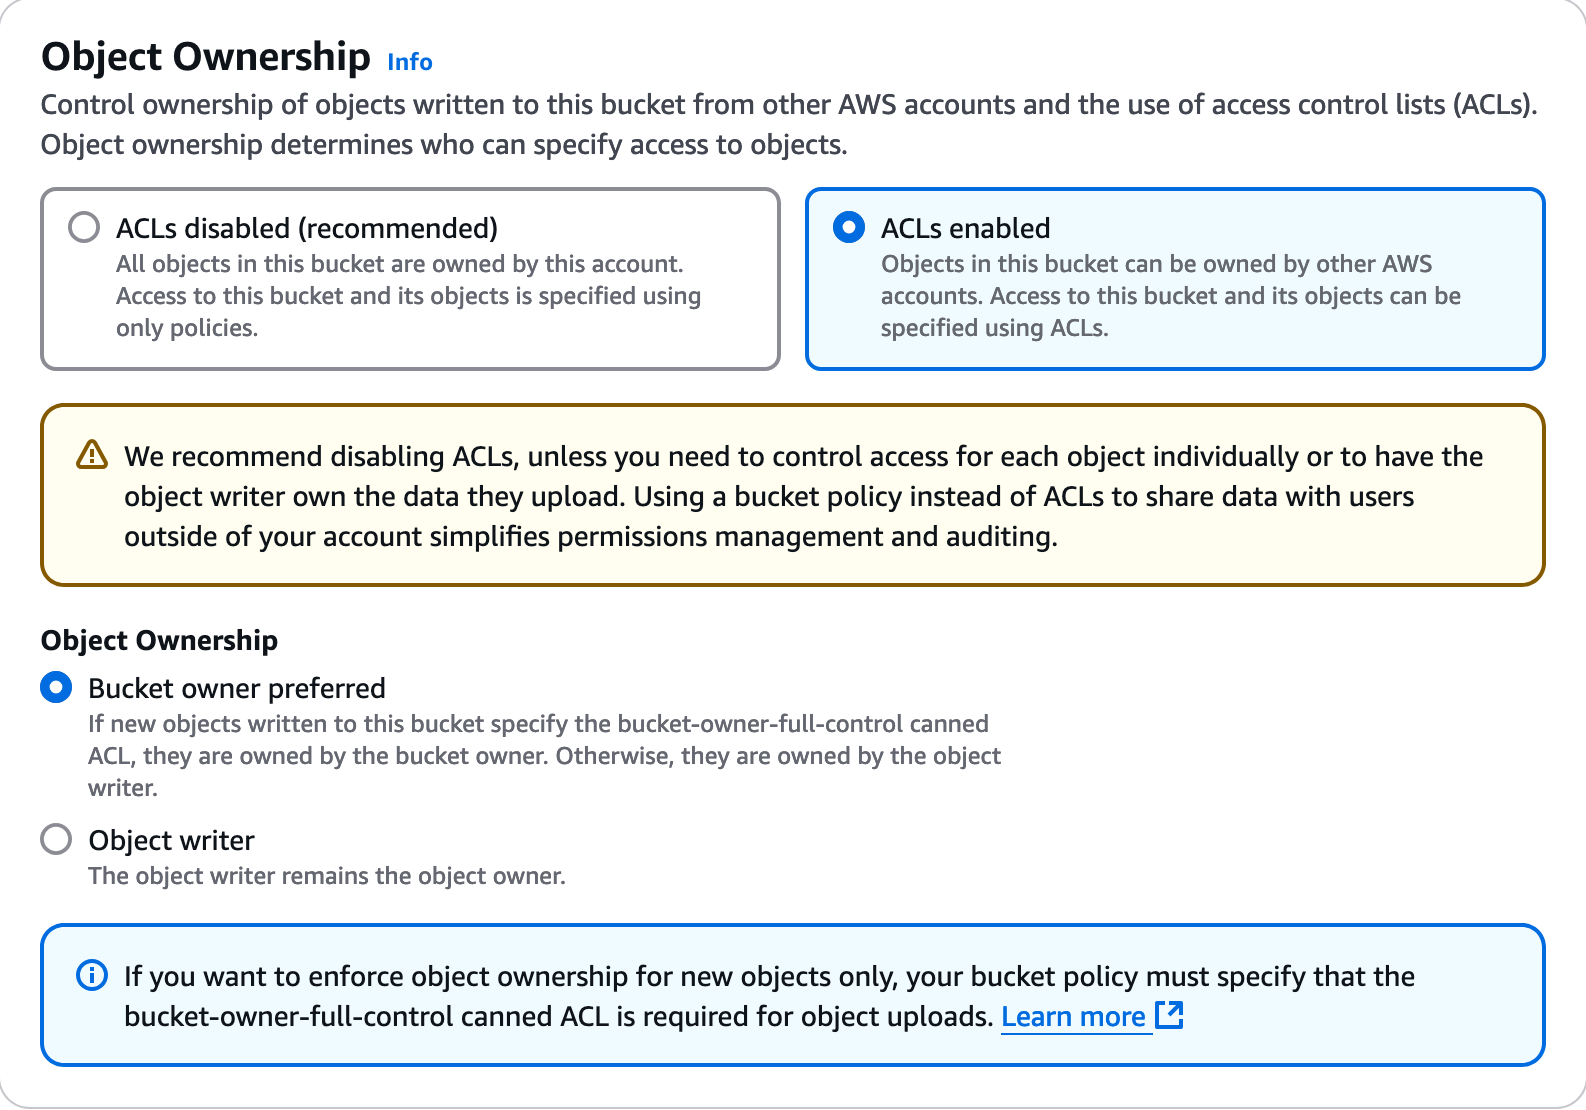 Object Ownership Info
Control ownership of objects written to this bucket from other AWS accounts and the use of access control lists (ACLs).
Object ownership determines who can specify access to objects.
ACLs disabled (recommended)
All objects in this bucket are owned by this account.
Access to this bucket and its objects is specified using
only policies.
ACLs enabled
Objects in this bucket can be owned by other AWS
accounts. Access to this bucket and its objects can be
specified using ACLs.
We recommend disabling ACLs, unless you need to control access for each object individually or to have the
object writer own the data they upload. Using a bucket policy instead of ACLs to share data with users
outside of your account simplifies permissions management and auditing.
Object Ownership
Bucket owner preferred
If new objects written to this bucket specify the bucket-owner-full-control canned
ACL, they are owned by the bucket owner. Otherwise, they are owned by the object
writer.
Object writer
The object writer remains the object owner.
If you want to enforce object ownership for new objects only, your bucket policy must specify that the
bucket-owner-full-control canned ACL is required for object uploads. Learn more